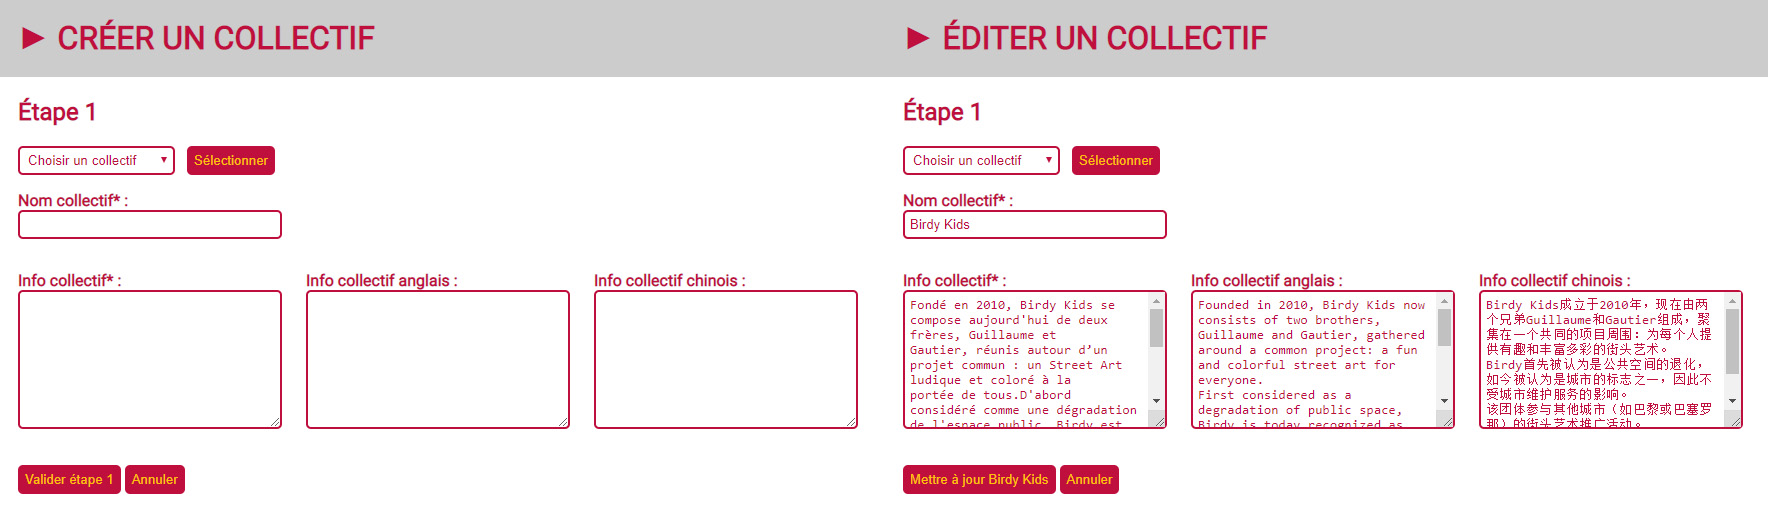 ► CRÉER UN COLLECTIF
Étape 1
Choisir un collectif ▼ Sélectionner
Nom collectif* :
Info collectif* : Info collectif anglais : Info collectif chinois :
Valider étape 1 Annuler
► ÉDITER UN COLLECTIF
Étape 1
Choisir un collectif ▼ Sélectionner
Nom collectif* :
Birdy Kids
Info collectif* :
Fondé en 2010, Birdy Kids se
compose aujourd'hui de deux
frères, Guillaume et
Gautier, réunis autour d’un
projet commun : un Street Art
ludique et coloré à la
portée de tous.D'abord
considéré comme une dégradation
de l'espace public, Birdy est
Info collectif anglais :
Founded in 2010, Birdy Kids now
consists of two brothers,
Guillaume and Gautier, gathered
around a common project: a fun
and colorful street art for
everyone.
First considered as a
degradation of public space,
Birdy is today recognized as
Info collectif chinois :
Birdy Kids成立于2010年，现在由两
个兄弟Guillaume和Gautier组成，聚
集在一个共同的项目周围：为每个人提
供有趣和丰富多彩的街头艺术。
Birdy首先被认为是公共空间的退化，
如今被认为是城市的标志之一，因此不
受城市维护服务的影响。
该团体参与其他城市（如巴黎或巴塞罗
那）的街头艺术推广活动。
Mettre à jour Birdy Kids Annuler